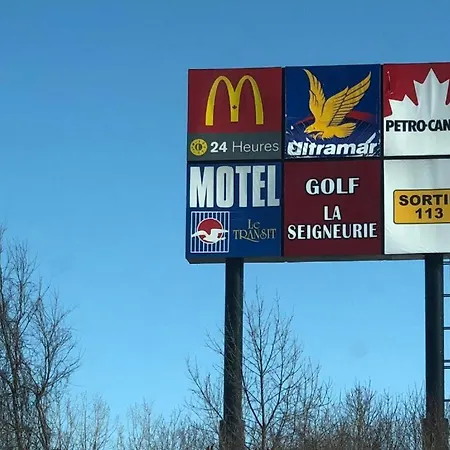 24 Heures
Ultramar
PETRO-CAN
MOTEL
Le
TRANSIT
GOLF
LA
SEIGNEURIE
SORTI
113